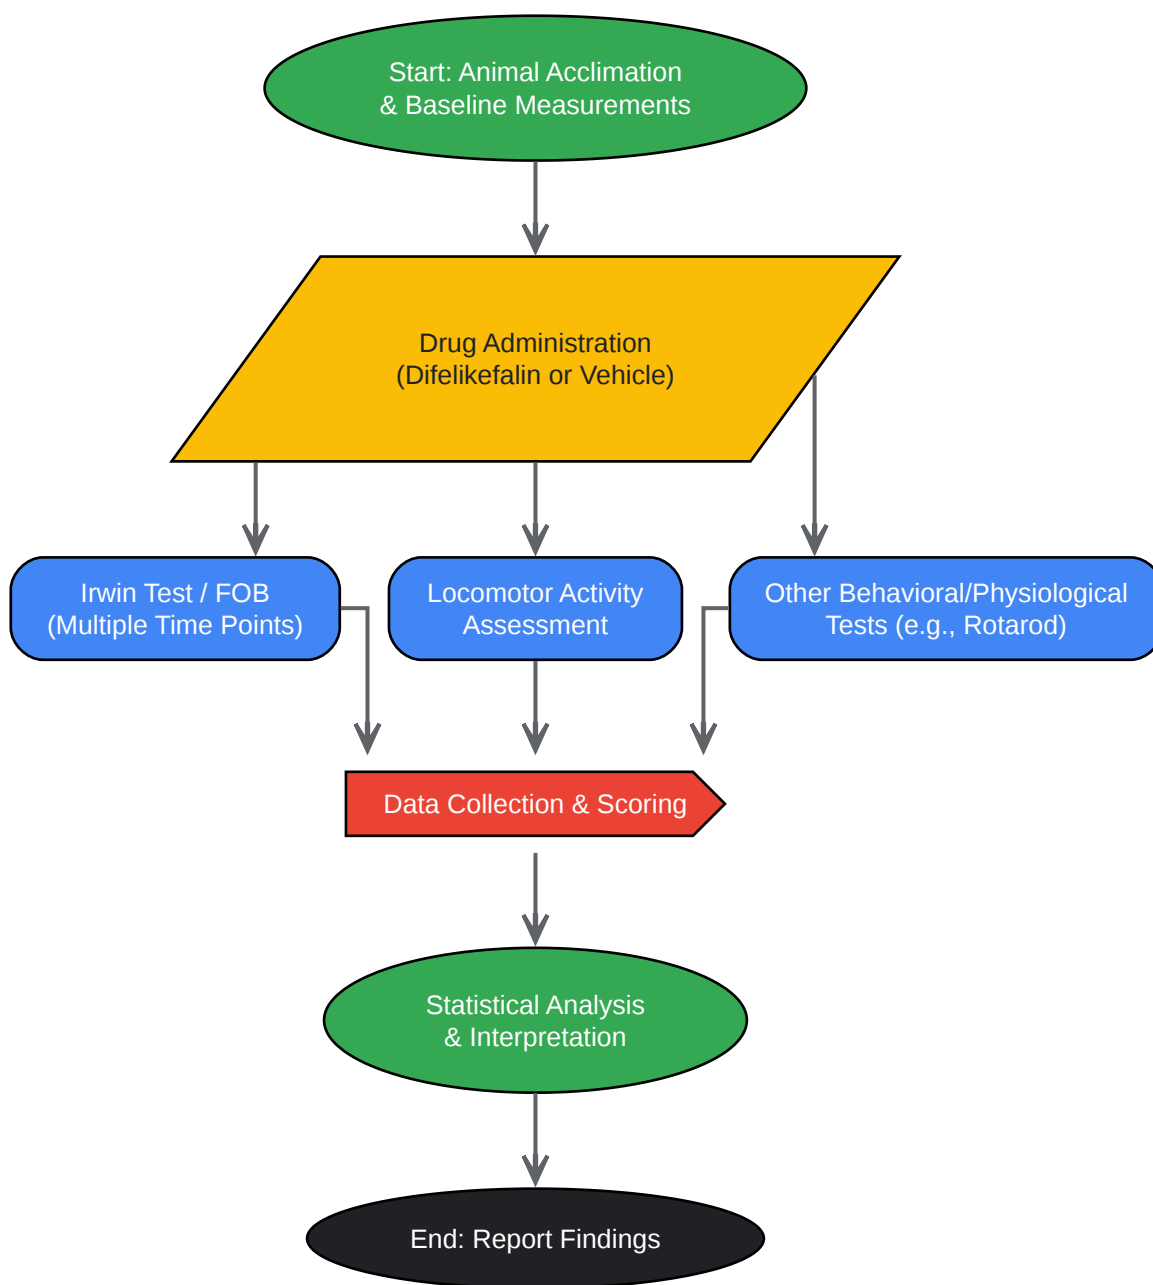 Start: Animal Acclimation
& Baseline Measurements
Drug Administration
(Difelikefalin or Vehicle)
Irwin Test / FOB
(Multiple Time Points)
Locomotor Activity
Assessment
Other Behavioral/Physiological
Tests (e.g., Rotarod)
Data Collection & Scoring
Statistical Analysis
& Interpretation
End: Report Findings